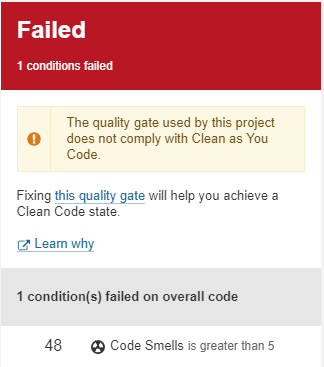 Failed
1 conditions failed
The quality gate used by this project
does not comply with Clean as You
Code.
Fixing this quality gate will help you achieve a
Clean Code state.
Learn why
1 condition(s) failed on overall code
48 Code Smells is greater than 5